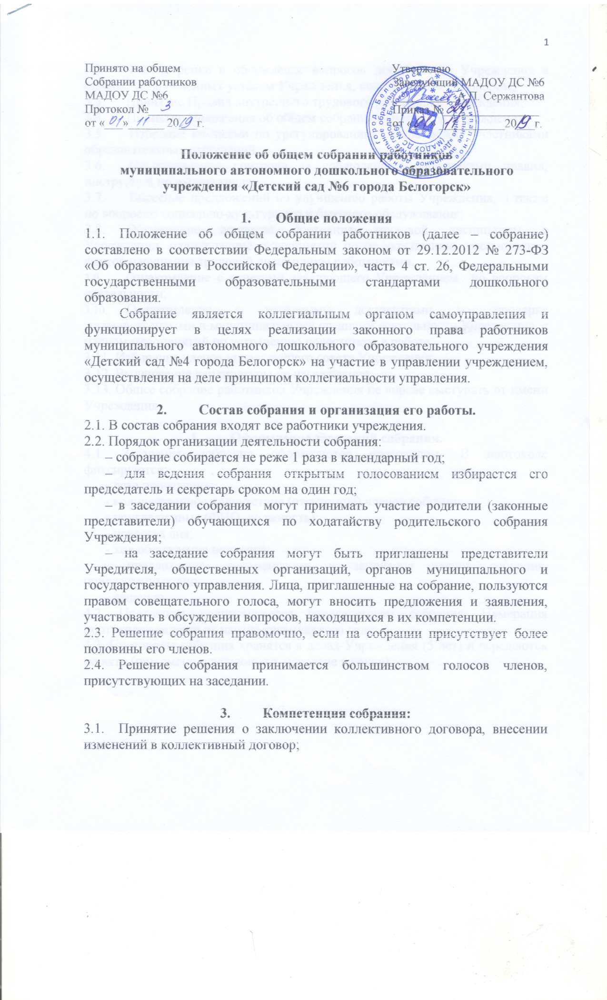 1
Принято на общем
Собрании работников
МАДОУ ДС №6
Протокол № 3
от «01» 11 2019 г.
Утверждаю
Заведующий МАДОУ ДС №6
А.П. Сержантова
Приказ № 29
от «01» 11 2019 г.
Положение об общем собрании работников
муниципального автономного дошкольного образовательного
учреждения «Детский сад №6 города Белогорск»
1. Общие положения
1.1. Положение об общем собрании работников (далее – собрание)
составлено в соответствии Федеральным законом от 29.12.2012 № 273-ФЗ
«Об образовании в Российской Федерации», часть 4 ст. 26, Федеральными
государственными образовательными стандартами дошкольного
образования.
Собрание является коллегиальным органом самоуправления и
функционирует в целях реализации законного права работников
муниципального автономного дошкольного образовательного учреждения
«Детский сад №4 города Белогорск» на участие в управлении учреждением,
осуществления на деле принципом коллегиальности управления.
2. Состав собрания и организация его работы.
2.1. В состав собрания входят все работники учреждения.
2.2. Порядок организации деятельности собрания:
– собрание собирается не реже 1 раза в календарный год;
– для ведения собрания открытым голосованием избирается его
председатель и секретарь сроком на один год;
– в заседании собрания могут принимать участие родители (законные
представители) обучающихся по ходатайству родительского собрания
Учреждения;
– на заседание собрания могут быть приглашены представители
Учредителя, общественных организаций, органов муниципального и
государственного управления. Лица, приглашенные на собрание, пользуются
правом совещательного голоса, могут вносить предложения и заявления,
участвовать в обсуждении вопросов, находящихся в их компетенции.
2.3. Решение собрания правомочно, если на собрании присутствует более
половины его членов.
2.4. Решение собрания принимается большинством голосов членов,
присутствующих на заседании.
3. Компетенция собрания:
3.1. Принятие решения о заключении коллективного договора, внесении
изменений в коллективный договор;